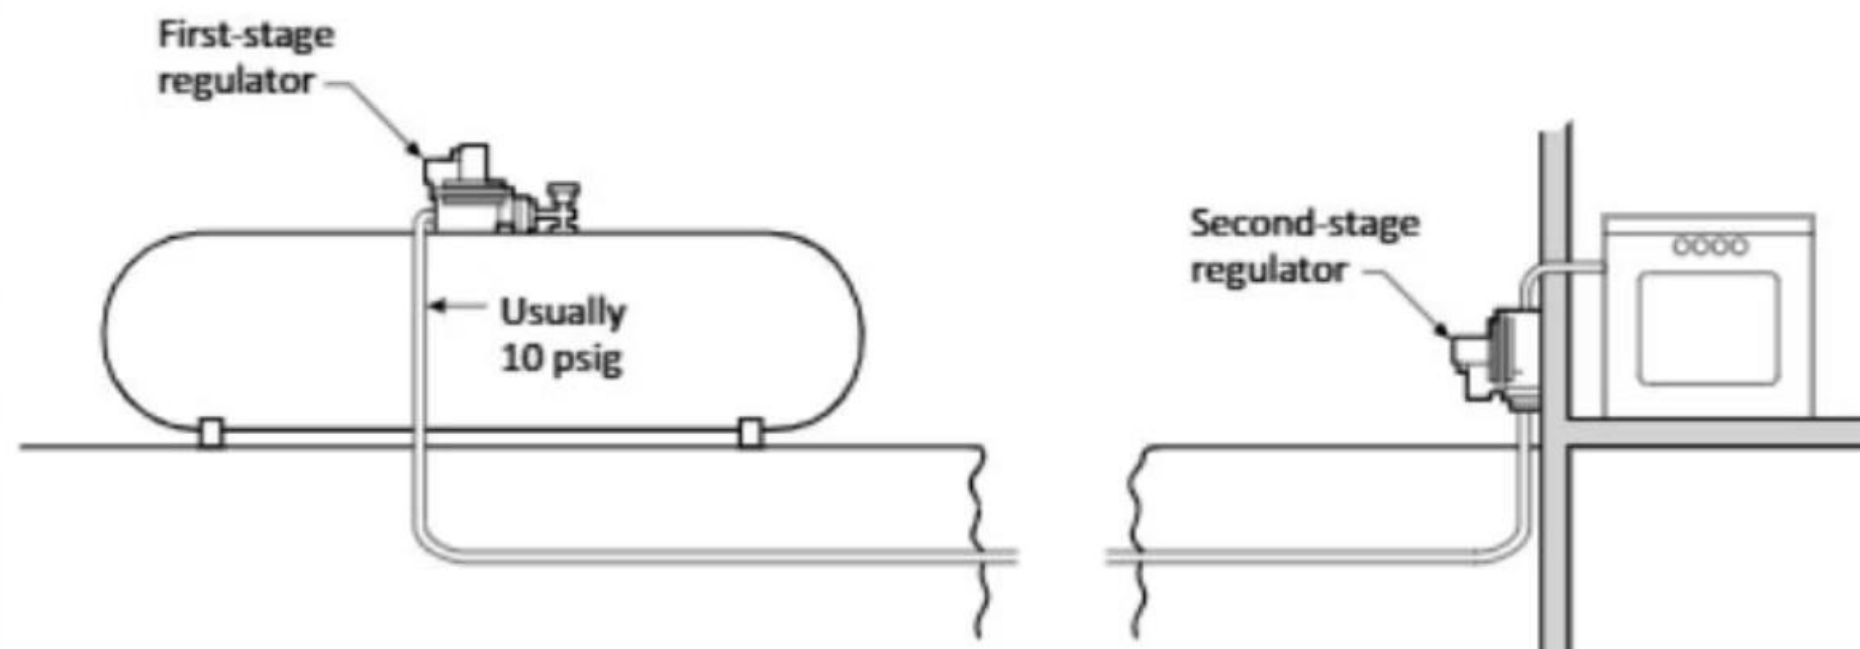 First-stage
regulator
Usually
10 psig
Second-stage
regulator